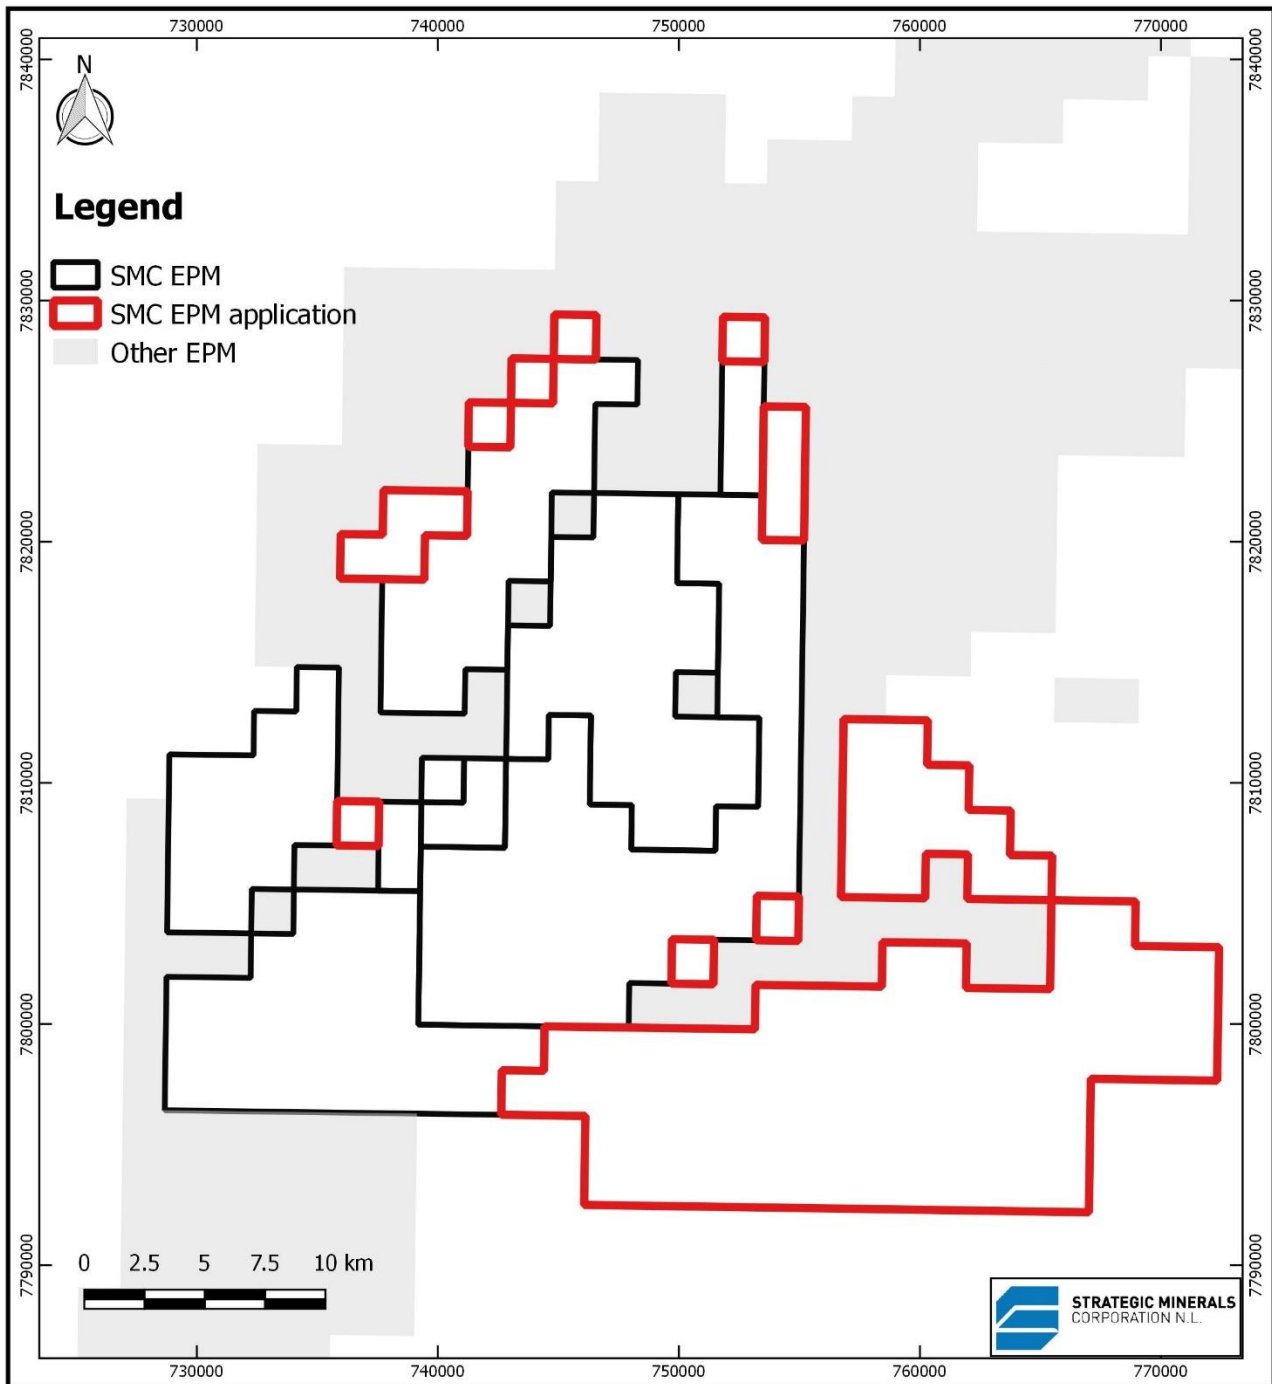 730000 740000 750000 760000 770000
7840000 7840000
N
Legend
SMC EPM
7830000 7830000
SMC EPM application
Other EPM
7820000 7820000
7810000 7810000
7800000 7800000
7790000 7790000
0 2.5 5 7.5 10 km
STRATEGIC MINERALS
CORPORATION N.L.
730000 740000 750000 760000 770000